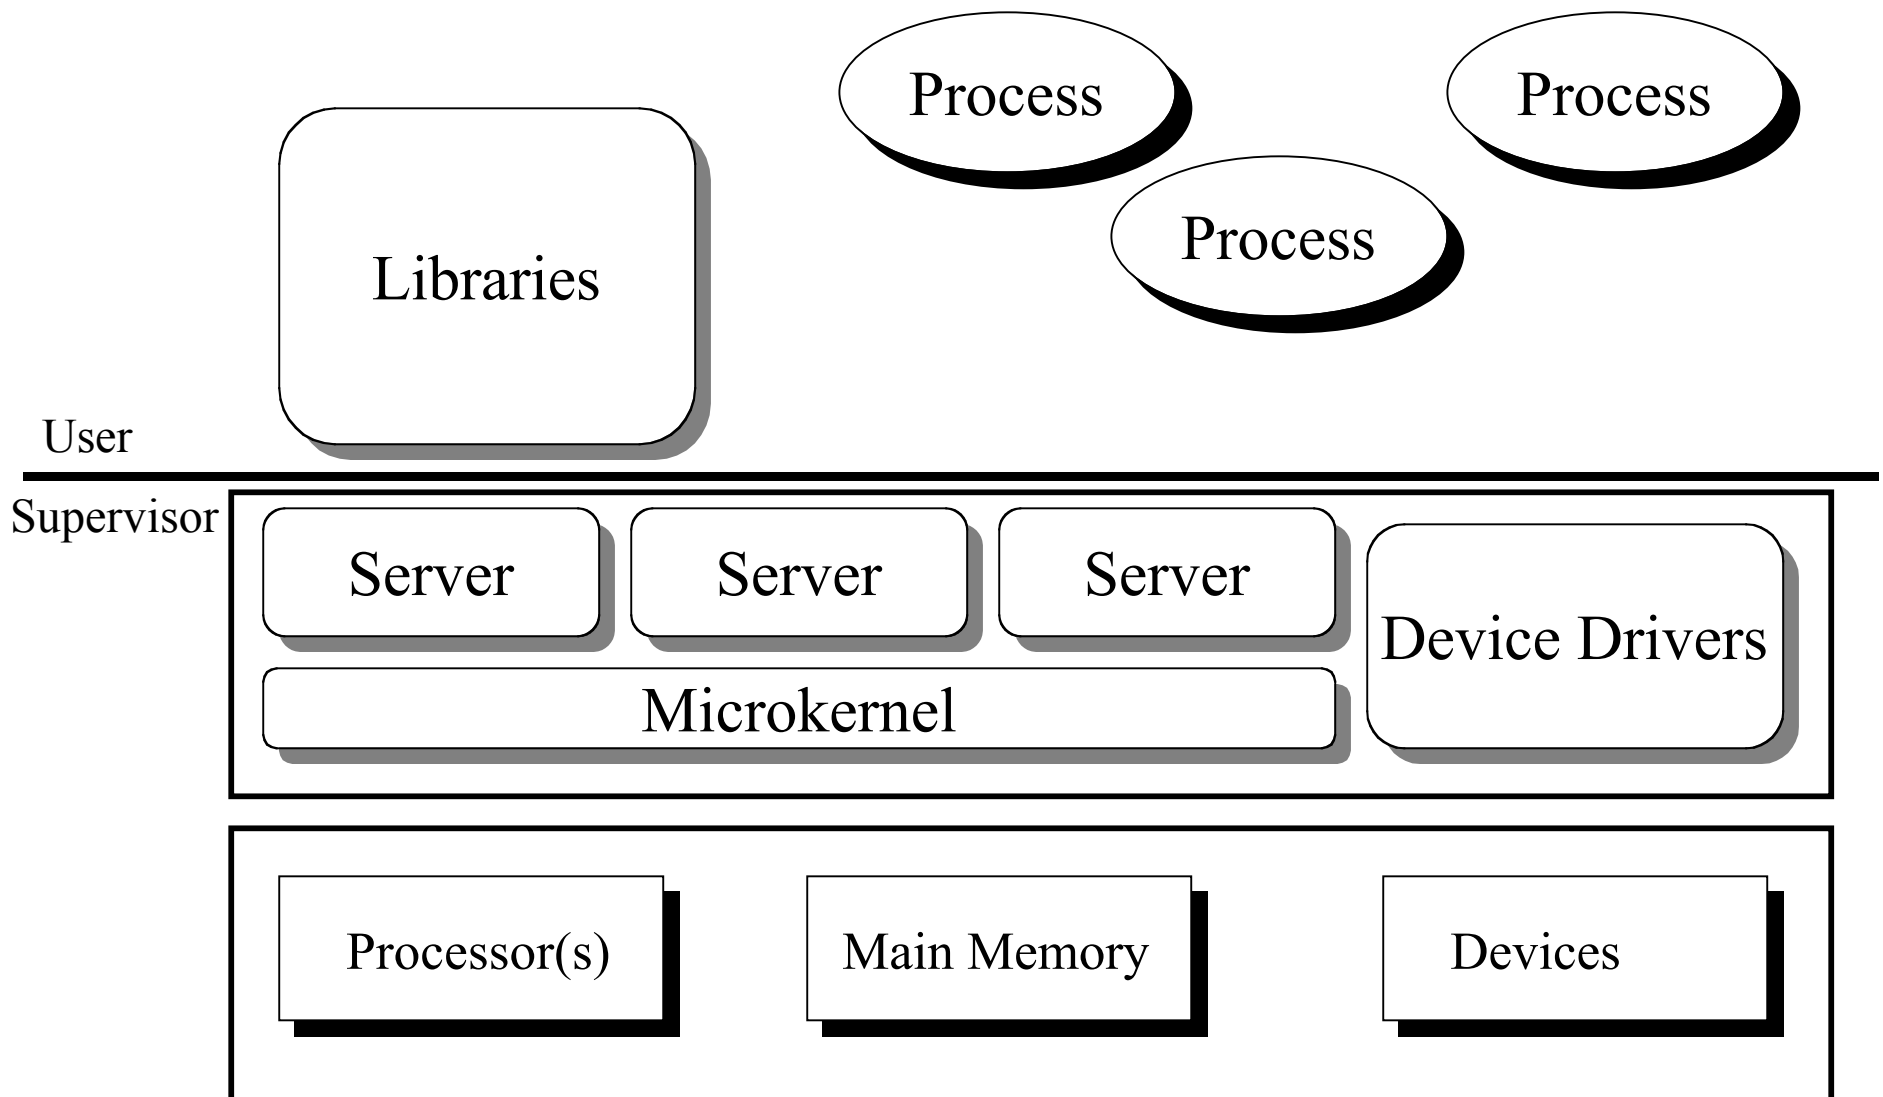 Process
Process
Process
Libraries
User
Supervisor
Server
Server
Server
Device Drivers
Microkernel
Processor(s)
Main Memory
Devices